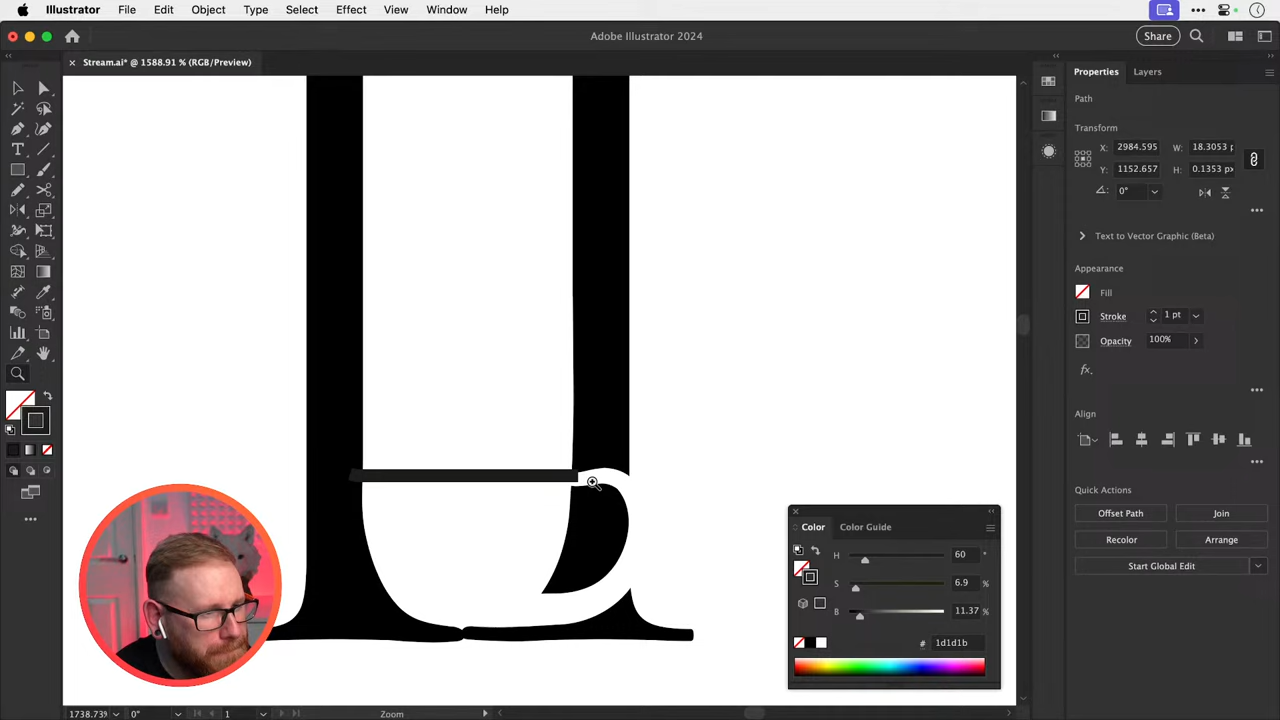 Illustrator File Edit Object Type Select Effect View Window Help
Adobe Illustrator 2024
Share
Stream.ai* @ 1588.91 % (RGB/Preview)
Properties Layers
Path
Transform
X: 2984.595 W: 18.3053 p
Y: 1152.657 H: 0.1353 px
0°
Text to Vector Graphic (Beta)
Appearance
Fill
Stroke 1 pt
Opacity 100%
fx
Align
Quick Actions
Offset Path Join
Recolor Arrange
Start Global Edit
Color Color Guide
H 60 °
S 6.9 %
B 11.37 %
# 1d1d1b
1738.73% 0° 1 Zoom